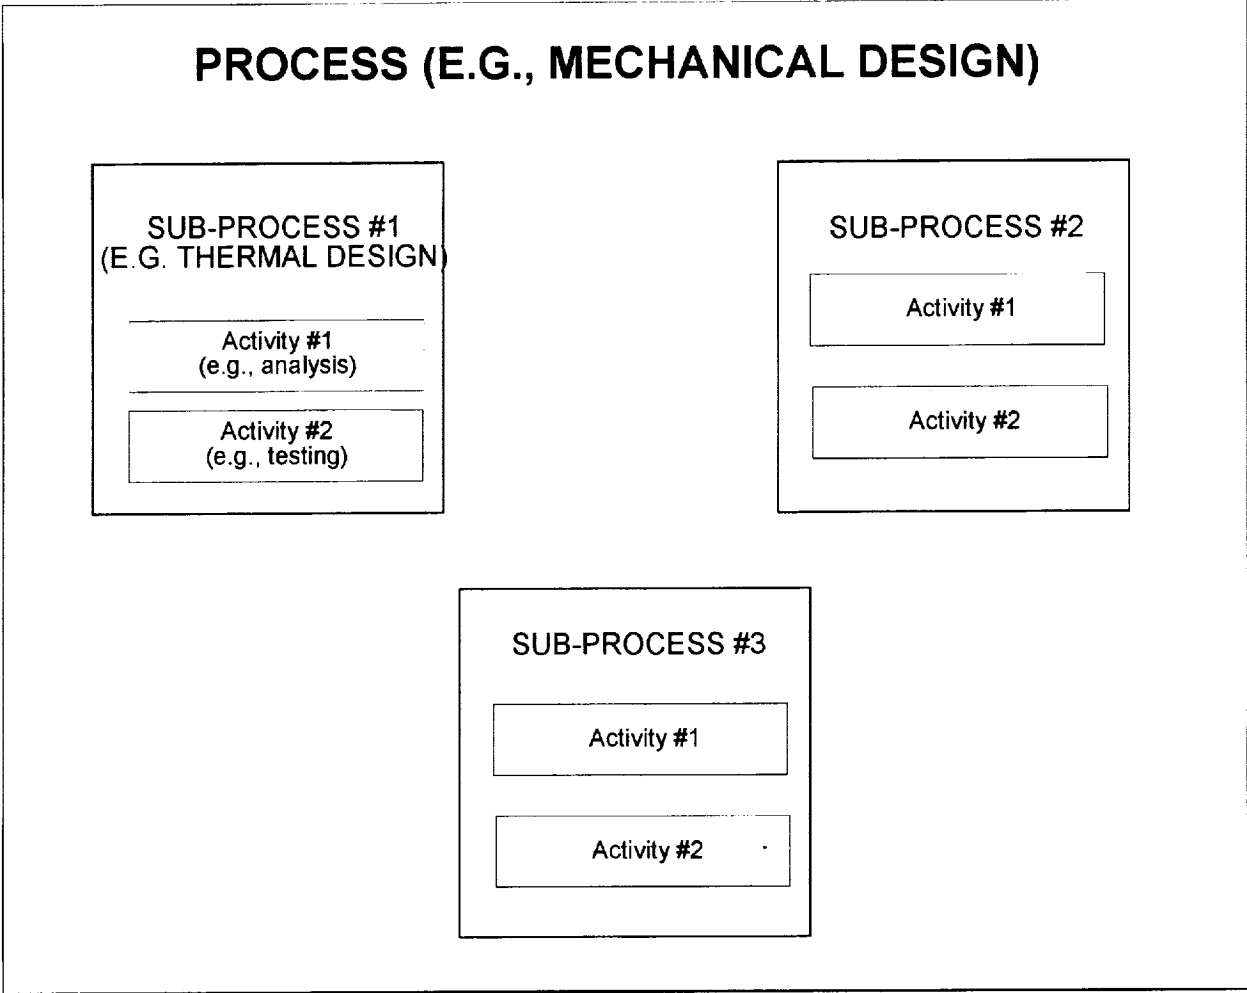 PROCESS (E.G., MECHANICAL DESIGN)
SUB-PROCESS #1
(E.G. THERMAL DESIGN)
Activity #1
(e.g., analysis)
Activity #2
(e.g., testing)
SUB-PROCESS #2
Activity #1
Activity #2
SUB-PROCESS #3
Activity #1
Activity #2